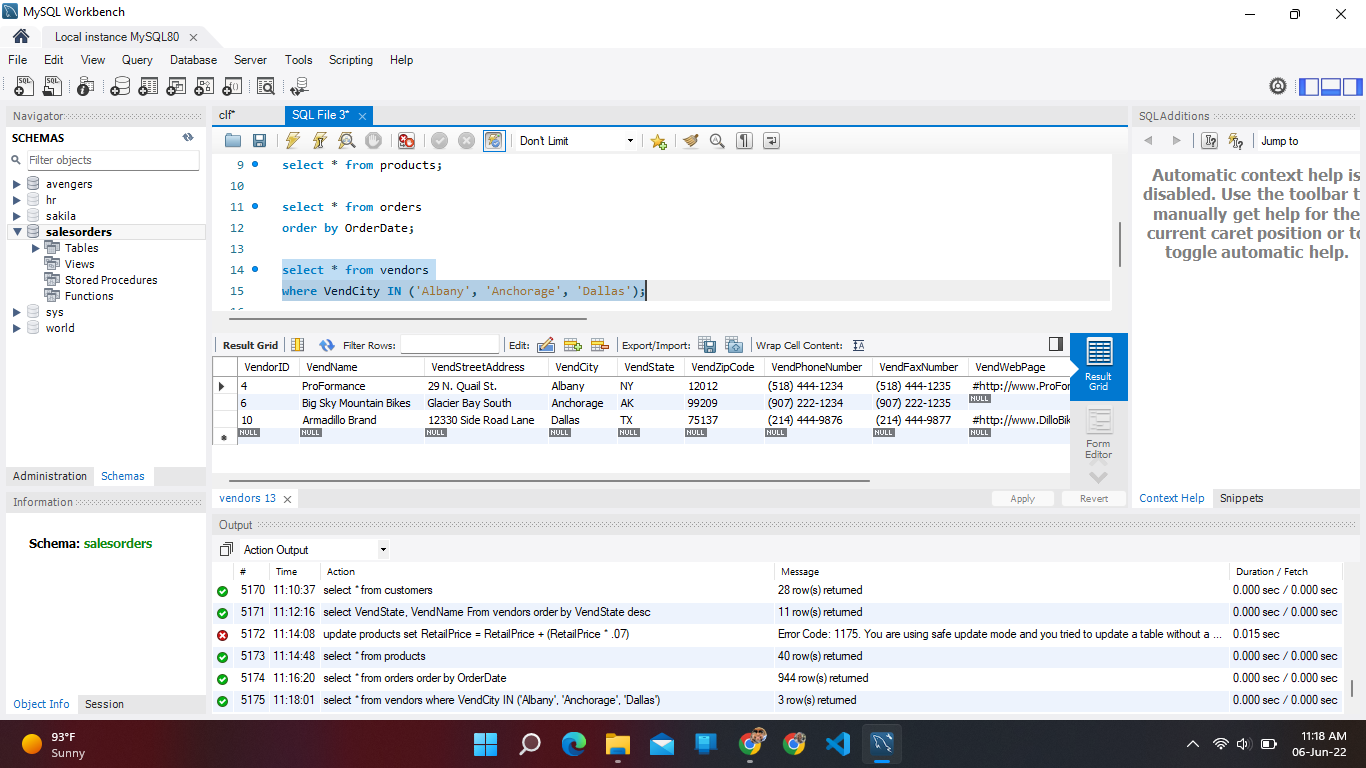 MySQL Workbench
Local instance MySQL80
File Edit View Query Database Server Tools Scripting Help
Navigator
SCHEMAS
Filter objects
avengers
hr
sakila
salesorders
Tables
Views
Stored Procedures
Functions
sys
world
Administration Schemas
Information
Schema: salesorders
Object Info Session
clf* SQL File 3*
Don't Limit
9 select * from products;
10
11 select * from orders
12 order by OrderDate;
13
14 select * from vendors
15 where VendCity IN ('Albany', 'Anchorage', 'Dallas');
Result Grid Filter Rows: Edit: Export/Import: Wrap Cell Content:
VendorID VendName VendStreetAddress VendCity VendState VendZipCode VendPhoneNumber VendFaxNumber VendWebPage
4 ProFormance 29 N. Quail St. Albany NY 12012 (518) 444-1234 (518) 444-1235 #http://www.ProFor
6 Big Sky Mountain Bikes Glacier Bay South Anchorage AK 99209 (907) 222-1234 (907) 222-1235 NULL
10 Armadillo Brand 12330 Side Road Lane Dallas TX 75137 (214) 444-9876 (214) 444-9877 #http://www.DilloBik
NULL NULL NULL NULL NULL NULL NULL NULL NULL
Result
Grid
Form
Editor
vendors 13 Apply Revert
Output
Action Output
# Time Action Message Duration / Fetch
5170 11:10:37 select * from customers 28 row(s) returned 0.000 sec / 0.000 sec
5171 11:12:16 select VendState, VendName From vendors order by VendState desc 11 row(s) returned 0.000 sec / 0.000 sec
5172 11:14:08 update products set RetailPrice = RetailPrice + (RetailPrice * .07) Error Code: 1175. You are using safe update mode and you tried to update a table without a ... 0.015 sec
5173 11:14:48 select * from products 40 row(s) returned 0.000 sec / 0.000 sec
5174 11:16:20 select * from orders order by OrderDate 944 row(s) returned 0.000 sec / 0.000 sec
5175 11:18:01 select * from vendors where VendCity IN ('Albany', 'Anchorage', 'Dallas') 3 row(s) returned 0.000 sec / 0.000 sec
SQLAdditions
Jump to
Automatic context help is
disabled. Use the toolbar t
manually get help for the
current caret position or to
toggle automatic help.
Context Help Snippets
93°F
Sunny
11:18 AM
06-Jun-22